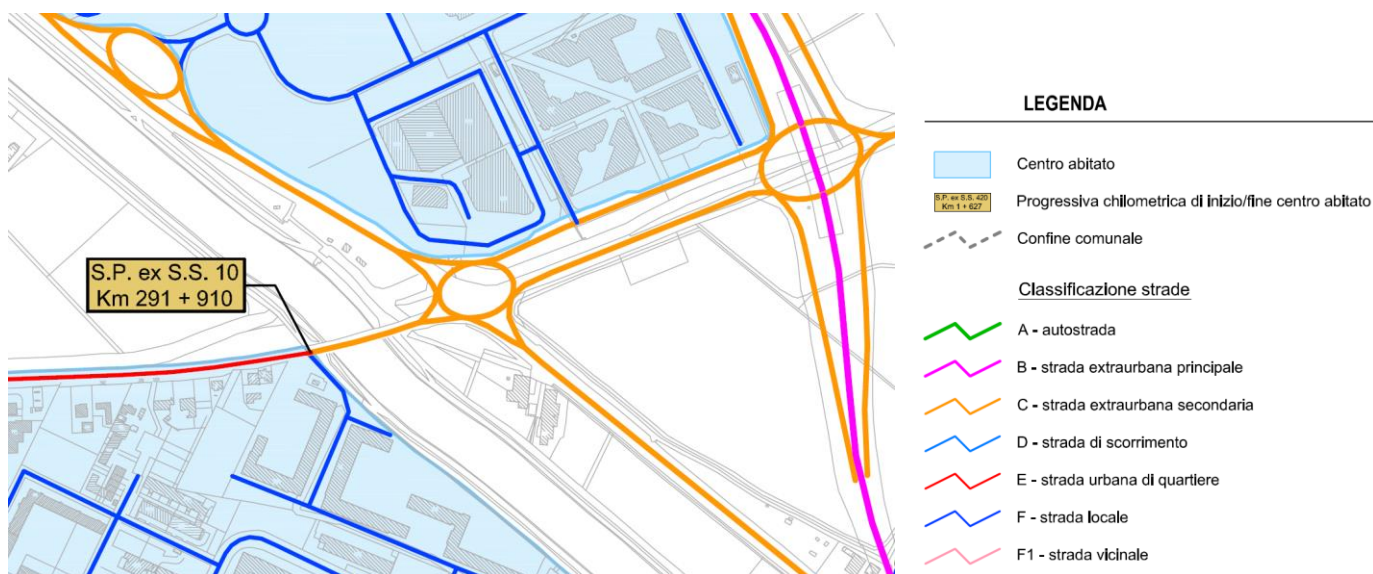 S.P. ex S.S. 10
Km 291 + 910
LEGENDA
Centro abitato
S.P. ex S.S. 420
Km 1 + 627
Progressiva chilometrica di inizio/fine centro abitato
Confine comunale
Classificazione strade
A - autostrada
B - strada extraurbana principale
C - strada extraurbana secondaria
D - strada di scorrimento
E - strada urbana di quartiere
F - strada locale
F1 - strada vicinale